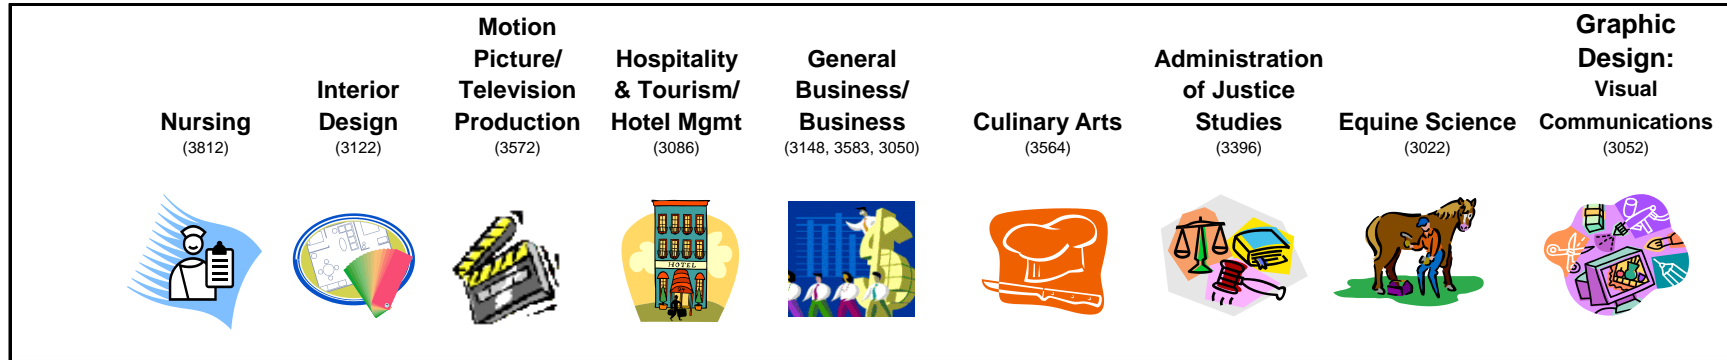 Nursing
(3812)
Interior
Design
(3122)
Motion
Picture/
Television
Production
(3572)
Hospitality
& Tourism/
Hotel Mgmt
(3086)
General
Business/
Business
(3148, 3583, 3050)
Culinary Arts
(3564)
Administration
of Justice
Studies
(3396)
Equine Science
(3022)
Graphic
Design:
Visual
Communications
(3052)
HOTEL